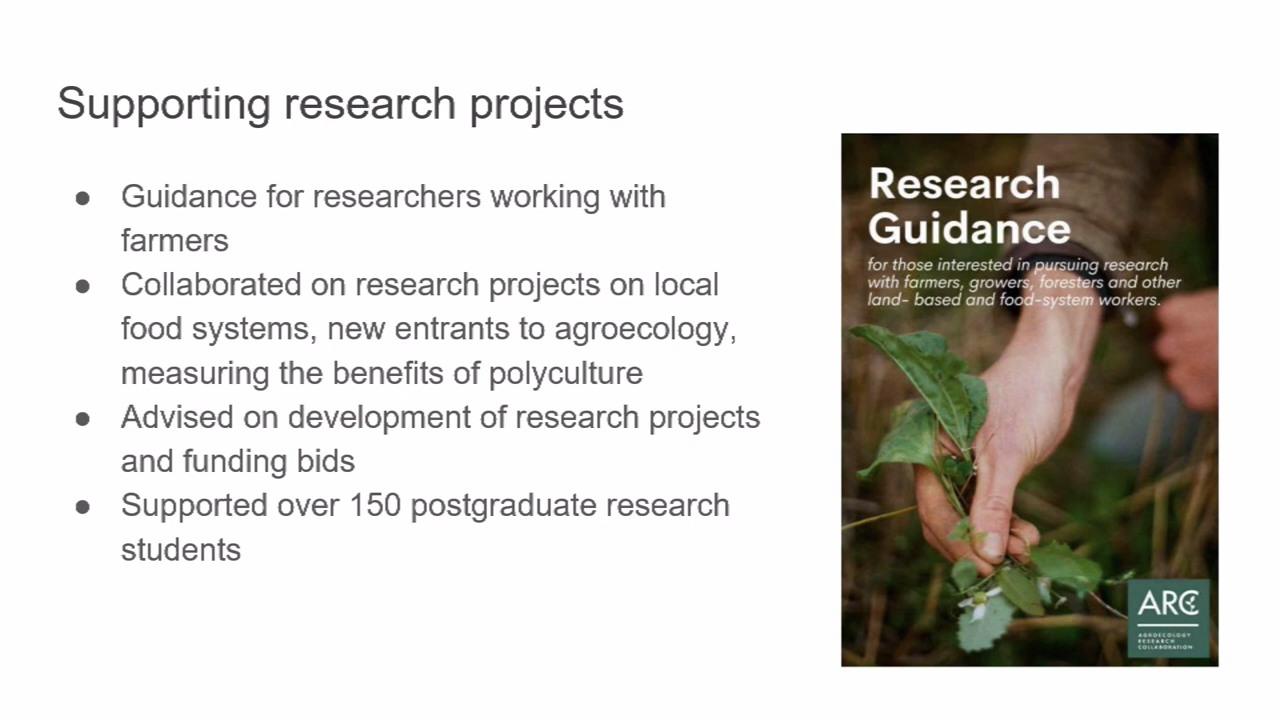 Supporting research projects
● Guidance for researchers working with
farmers
● Collaborated on research projects on local
food systems, new entrants to agroecology,
measuring the benefits of polyculture
● Advised on development of research projects
and funding bids
● Supported over 150 postgraduate research
students
Research
Guidance
for those interested in pursuing research
with farmers, growers, foresters and other
land- based and food-system workers.
ARC
AGROECOLOGY
RESEARCH
COLLABORATION